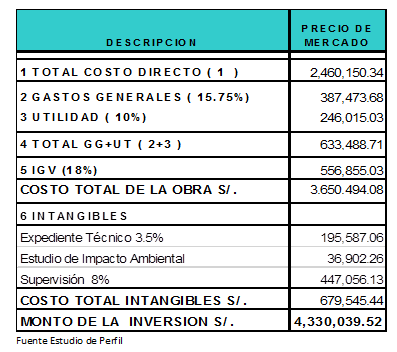 DESCRIPCION PRECIO DE MERCADO
1 TOTAL COSTO DIRECTO ( 1 ) 2,460,150.34
2 GASTOS GENERALES ( 15.75%) 387,473.68
3 UTILIDAD ( 10%) 246,015.03
4 TOTAL GG+UT ( 2+3 ) 633,488.71
5 IGV (18%) 556,855.03
COSTO TOTAL DE LA OBRA S/. 3.650,494.08
6 INTANGIBLES
Expediente Técnico 3.5% 195,587.06
Estudio de Impacto Ambiental 36,902.26
Supervisión 8% 447,056.13
COSTO TOTAL INTANGIBLES S/. 679,545.44
MONTO DE LA INVERSION S/. 4,330,039.52
Fuente Estudio de Perfil